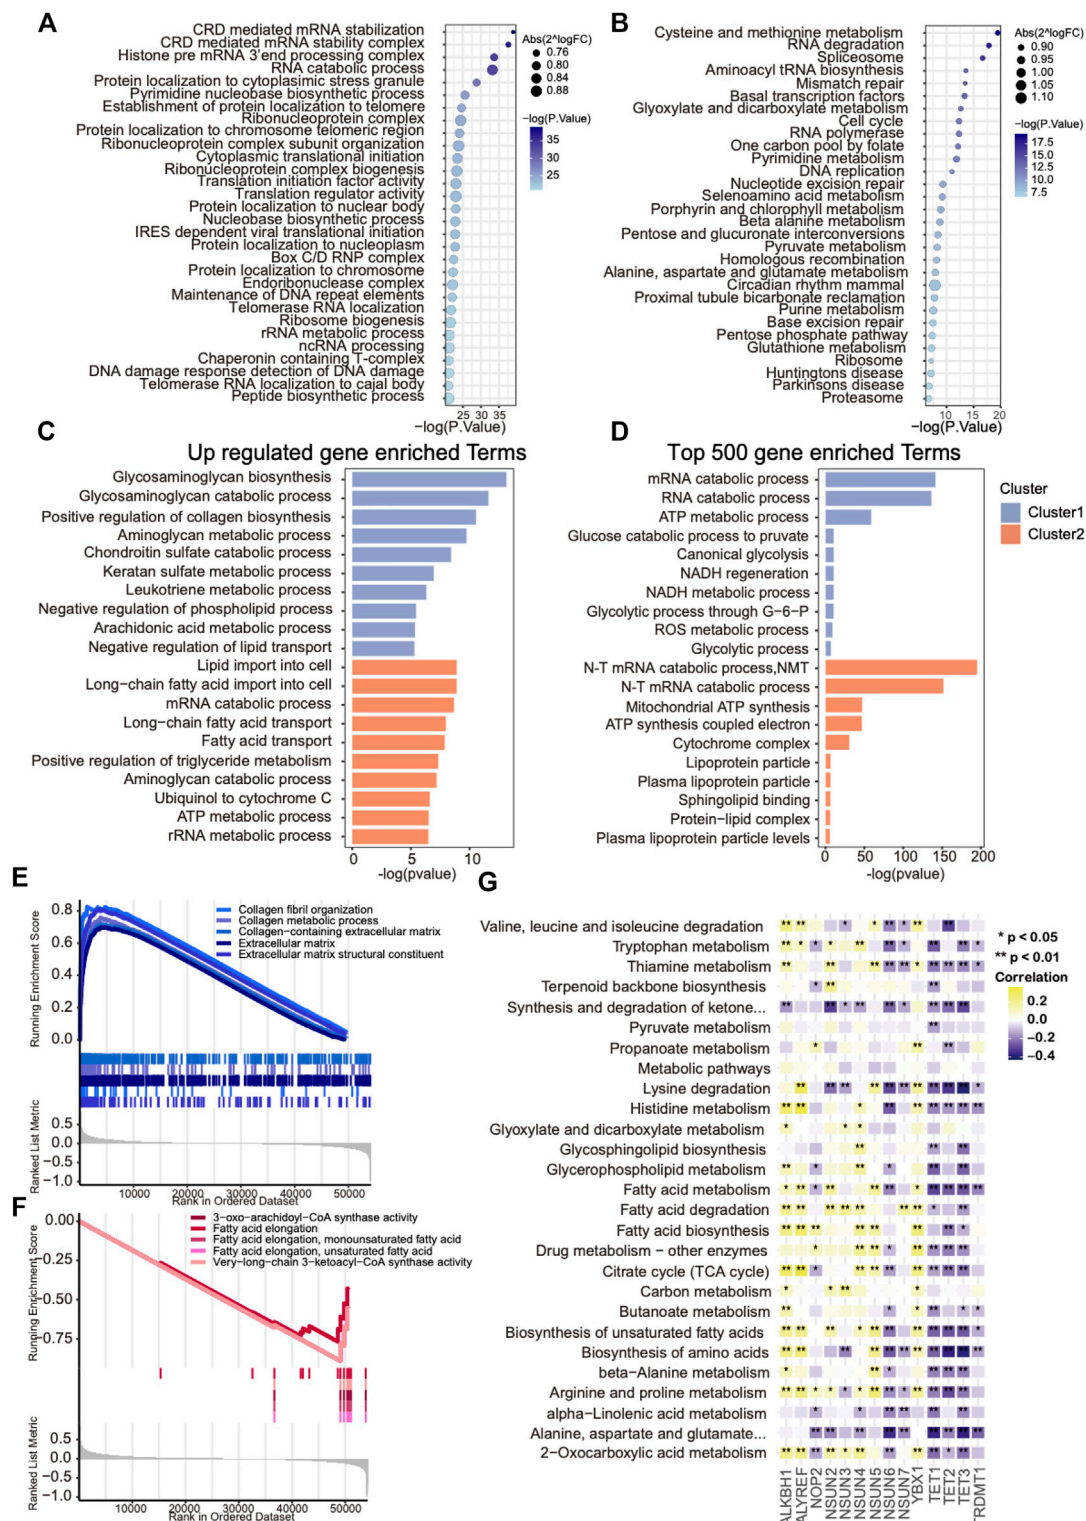 A
CRD mediated mRNA stabilization
CRD mediated mRNA stability complex
Histone pre mRNA 3'end processing complex
RNA catabolic process
Protein localization to cytoplasimic stress granule
Pyrimidine nucleobase biosynthetic process
Establishment of protein localization to telomere
Ribonucleoprotein complex
Protein localization to chromosome telomeric region
Ribonucleoprotein complex subunit organization
Cytoplasmic translational initiation
Ribonucleoprotein complex biogenesis
Translation initiation factor activity
Translation regulator activity
Protein localization to nuclear body
Nucleobase biosynthetic process
IRES dependent viral translational initiation
Protein localization to nucleoplasm
Box C/D RNP complex
Protein localization to chromosome
Endoribonuclease complex
Maintenance of DNA repeat elements
Telomerase RNA localization
Ribosome biogenesis
rRNA metabolic process
ncRNA processing
Chaperonin containing T-complex
DNA damage response detection of DNA damage
Telomerase RNA localization to cajal body
Peptide biosynthetic process
25 30 35
−log(P.Value)
Abs(2^logFC)
0.76
0.80
0.84
0.88
−log(P.Value)
35
30
25
B
Cysteine and methionine metabolism
RNA degradation
Spliceosome
Aminoacyl tRNA biosynthesis
Mismatch repair
Basal transcription factors
Glyoxylate and dicarboxylate metabolism
Cell cycle
RNA polymerase
One carbon pool by folate
Pyrimidine metabolism
DNA replication
Nucleotide excision repair
Selenoamino acid metabolism
Porphyrin and chlorophyll metabolism
Beta alanine metabolism
Pentose and glucuronate interconversions
Pyruvate metabolism
Homologous recombination
Alanine, aspartate and glutamate metabolism
Circadian rhythm mammal
Proximal tubule bicarbonate reclamation
Purine metabolism
Base excision repair
Pentose phosphate pathway
Glutathione metabolism
Ribosome
Huntingtons disease
Parkinsons disease
Proteasome
10 15 20
−log(P.Value)
Abs(2^logFC)
0.90
0.95
1.00
1.05
1.10
−log(P.Value)
17.5
15.0
12.5
10.0
7.5
C
Up regulated gene enriched Terms
Glycosaminoglycan biosynthesis
Glycosaminoglycan catabolic process
Positive regulation of collagen biosynthesis
Aminoglycan metabolic process
Chondroitin sulfate catabolic process
Keratan sulfate metabolic process
Leukotriene metabolic process
Negative regulation of phospholipid process
Arachidonic acid metabolic process
Negative regulation of lipid transport
Lipid import into cell
Long−chain fatty acid import into cell
mRNA catabolic process
Long−chain fatty acid transport
Fatty acid transport
Positive regulation of triglyceride metabolism
Aminoglycan catabolic process
Ubiquinol to cytochrome C
ATP metabolic process
rRNA metabolic process
0 5 10
-log(pvalue)
D
Top 500 gene enriched Terms
mRNA catabolic process
RNA catabolic process
ATP metabolic process
Glucose catabolic process to pruvate
Canonical glycolysis
NADH regeneration
NADH metabolic process
Glycolytic process through G−6−P
ROS metabolic process
Glycolytic process
N-T mRNA catabolic process,NMT
N-T mRNA catabolic process
Mitochondrial ATP synthesis
ATP synthesis coupled electron
Cytochrome complex
Lipoprotein particle
Plasma lipoprotein particle
Sphingolipid binding
Protein−lipid complex
Plasma lipoprotein particle levels
0 50 100 150 200
-log(pvalue)
Cluster
Cluster1
Cluster2
E
Running Enrichment Score
0.8
0.6
0.4
0.2
0.0
Collagen fibril organization
Collagen metabolic process
Collagen-containing extracellular matrix
Extracellular matrix
Extracellular matrix structural constituent
Ranked List Metric
0.5
0.0
−0.5
−1.0
10000 20000 30000 40000 50000
Rank in Ordered Dataset
F
Running Enrichment Score
0.00
−0.25
−0.50
−0.75
3-oxo-arachidoyl-CoA synthase activity
Fatty acid elongation
Fatty acid elongation, monounsaturated fatty acid
Fatty acid elongation, unsaturated fatty acid
Very-long-chain 3-ketoacyl-CoA synthase activity
Ranked List Metric
0.5
0.0
−0.5
−1.0
10000 20000 30000 40000 50000
Rank in Ordered Dataset
G
Valine, leucine and isoleucine degradation
Tryptophan metabolism
Thiamine metabolism
Terpenoid backbone biosynthesis
Synthesis and degradation of ketone...
Pyruvate metabolism
Propanoate metabolism
Metabolic pathways
Lysine degradation
Histidine metabolism
Glyoxylate and dicarboxylate metabolism
Glycosphingolipid biosynthesis
Glycerophospholipid metabolism
Fatty acid metabolism
Fatty acid degradation
Fatty acid biosynthesis
Drug metabolism − other enzymes
Citrate cycle (TCA cycle)
Carbon metabolism
Butanoate metabolism
Biosynthesis of unsaturated fatty acids
Biosynthesis of amino acids
beta−Alanine metabolism
Arginine and proline metabolism
alpha−Linolenic acid metabolism
Alanine, aspartate and glutamate...
2−Oxocarboxylic acid metabolism
ALKBH1
ALYREF
NOP2
NSUN2
NSUN3
NSUN4
NSUN5
NSUN6
NSUN7
YBX1
TET1
TET2
TET3
TRDMT1
* p < 0.05
** p < 0.01
Correlation
0.2
0.0
−0.2
−0.4